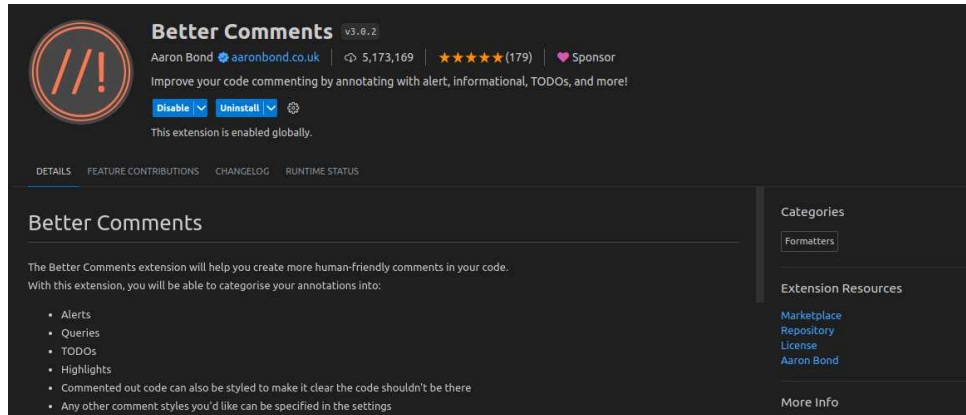 //!
Better Comments v3.0.2
Aaron Bond aaronbond.co.uk 5,173,169 ★★★★★(179) Sponsor
Improve your code commenting by annotating with alert, informational, TODOs, and more!
Disable Uninstall
This extension is enabled globally.
DETAILS FEATURE CONTRIBUTIONS CHANGELOG RUNTIME STATUS
Better Comments
The Better Comments extension will help you create more human-friendly comments in your code.
With this extension, you will be able to categorise your annotations into:
• Alerts
• Queries
• TODOs
• Highlights
• Commented out code can also be styled to make it clear the code shouldn't be there
• Any other comment styles you'd like can be specified in the settings
Categories
Formatters
Extension Resources
Marketplace
Repository
License
Aaron Bond
More Info